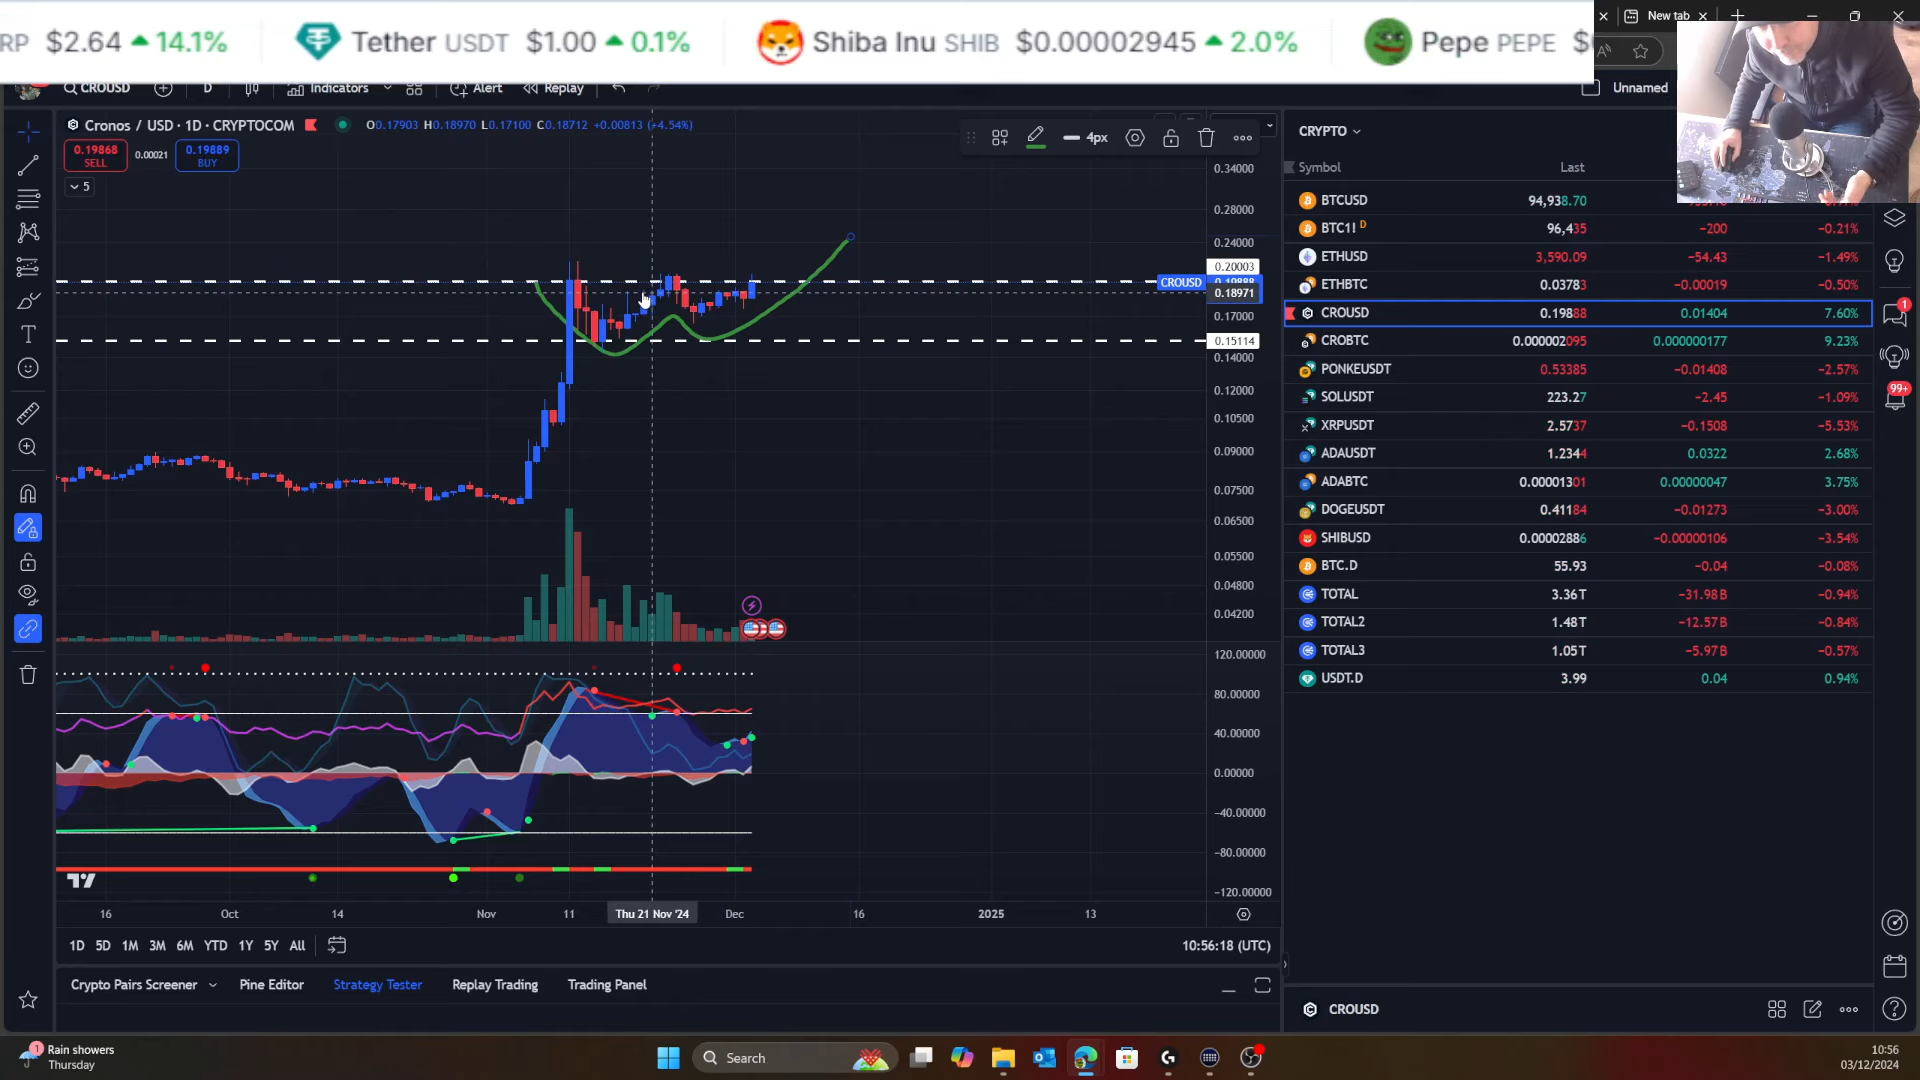 RP $2.64 14.1% Tether USDT $1.00 0.1% Shiba Inu SHIB $0.00002945 2.0% Pepe PEPE
New tab
CROUSD D Indicators Alert Replay Unnamed
Cronos / USD · 1D · CRYPTOCOM O0.17903 H0.18970 L0.17100 C0.18712 +0.00813 (+4.54%)
4px
0.19868
SELL
0.00021
0.19889
BUY
5
0.34000
0.28000
0.24000
0.20003
CROUSD
0.18971
0.17000
0.15114
0.14000
0.12000
0.10500
0.09000
0.07500
0.06500
0.05500
0.04800
0.04200
120.00000
80.00000
40.00000
0.00000
−40.00000
−80.00000
−120.00000
16 Oct 14 Nov 11 Thu 21 Nov '24 Dec 16 2025 13
1D 5D 1M 3M 6M YTD 1Y 5Y All
10:56:18 (UTC)
Crypto Pairs Screener Pine Editor Strategy Tester Replay Trading Trading Panel
CRYPTO
Symbol Last
BTCUSD 94,938.70
BTC1! D 96,435 −200 −0.21%
ETHUSD 3,590.09 −54.43 −1.49%
ETHBTC 0.03783 −0.00019 −0.50%
CROUSD 0.19888 0.01404 7.60%
CROBTC 0.000002095 0.000000177 9.23%
PONKEUSDT 0.53385 −0.01408 −2.57%
SOLUSDT 223.27 −2.45 −1.09%
XRPUSDT 2.5737 −0.1508 −5.53%
ADAUSDT 1.2344 0.0322 2.68%
ADABTC 0.00001301 0.00000047 3.75%
DOGEUSDT 0.41184 −0.01273 −3.00%
SHIBUSD 0.00002886 −0.00000106 −3.54%
BTC.D 55.93 −0.04 −0.08%
TOTAL 3.36T −31.98B −0.94%
TOTAL2 1.48T −12.57B −0.84%
TOTAL3 1.05T −5.97B −0.57%
USDT.D 3.99 0.04 0.94%
1
99+
CROUSD
1
Rain showers
Thursday
Search
10:56
03/12/2024